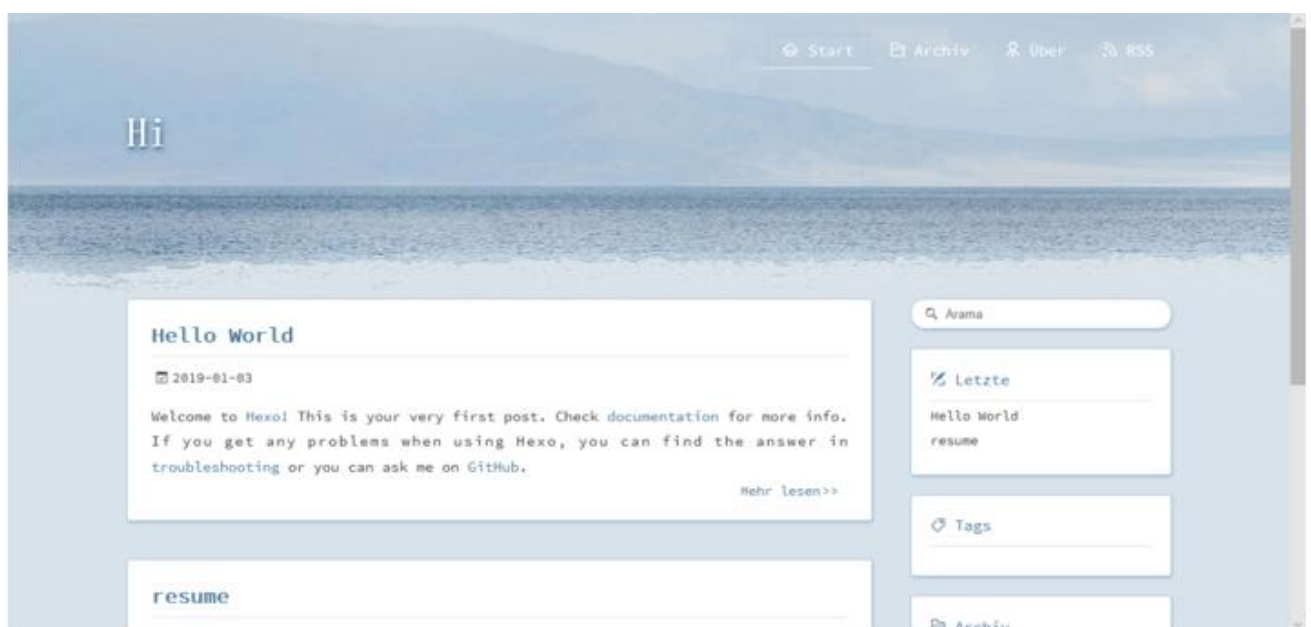 Start Archiv Über RSS
Hi
Hello World
2019-01-03
Welcome to Hexo! This is your very first post. Check documentation for more info.
If you get any problems when using Hexo, you can find the answer in
troubleshooting or you can ask me on GitHub.
Mehr lesen>>
resume
Arama
Letzte
Hello World
resume
Tags
Archiv